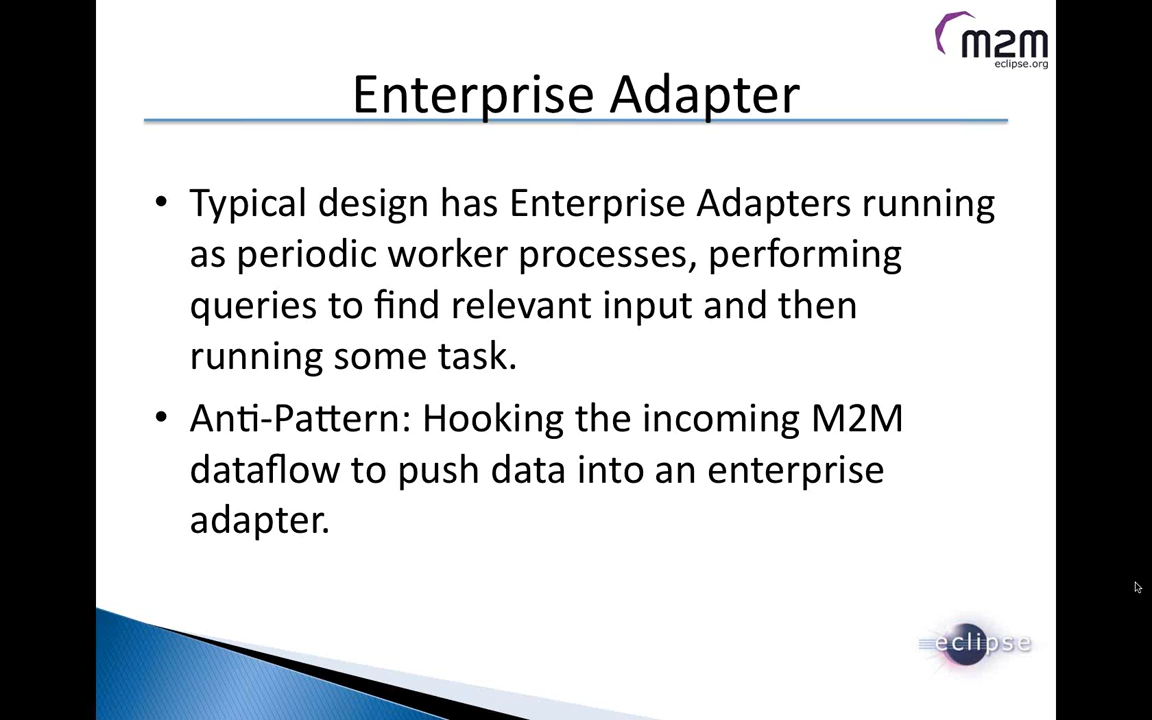 m2m
eclipse.org
Enterprise Adapter
• Typical design has Enterprise Adapters running
as periodic worker processes, performing
queries to find relevant input and then
running some task.
• Anti-Pattern: Hooking the incoming M2M
dataflow to push data into an enterprise
adapter.
eclipse